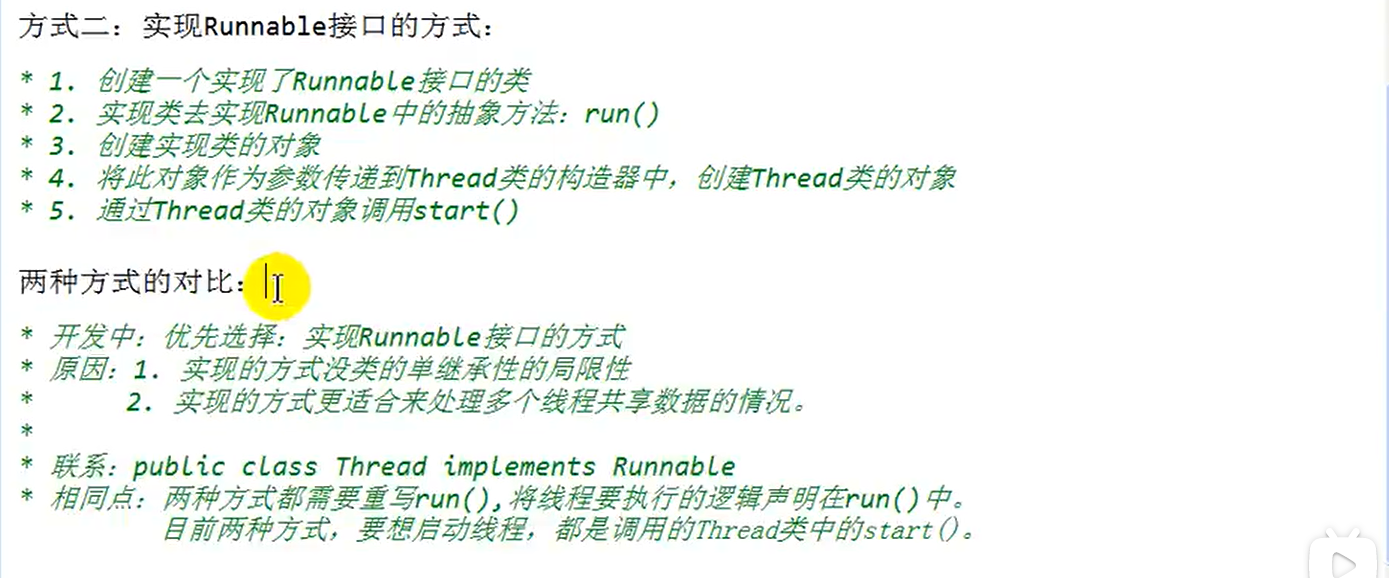 方式二：实现Runnable接口的方式：
* 1. 创建一个实现了Runnable接口的类
* 2. 实现类去实现Runnable中的抽象方法：run()
* 3. 创建实现类的对象
* 4. 将此对象作为参数传递到Thread类的构造器中，创建Thread类的对象
* 5. 通过Thread类的对象调用start()
两种方式的对比：
* 开发中：优先选择：实现Runnable接口的方式
* 原因：1. 实现的方式没类的单继承性的局限性
* 2. 实现的方式更适合来处理多个线程共享数据的情况。
*
* 联系：public class Thread implements Runnable
* 相同点：两种方式都需要重写run(),将线程要执行的逻辑声明在run()中。
目前两种方式，要想启动线程，都是调用的Thread类中的start()。